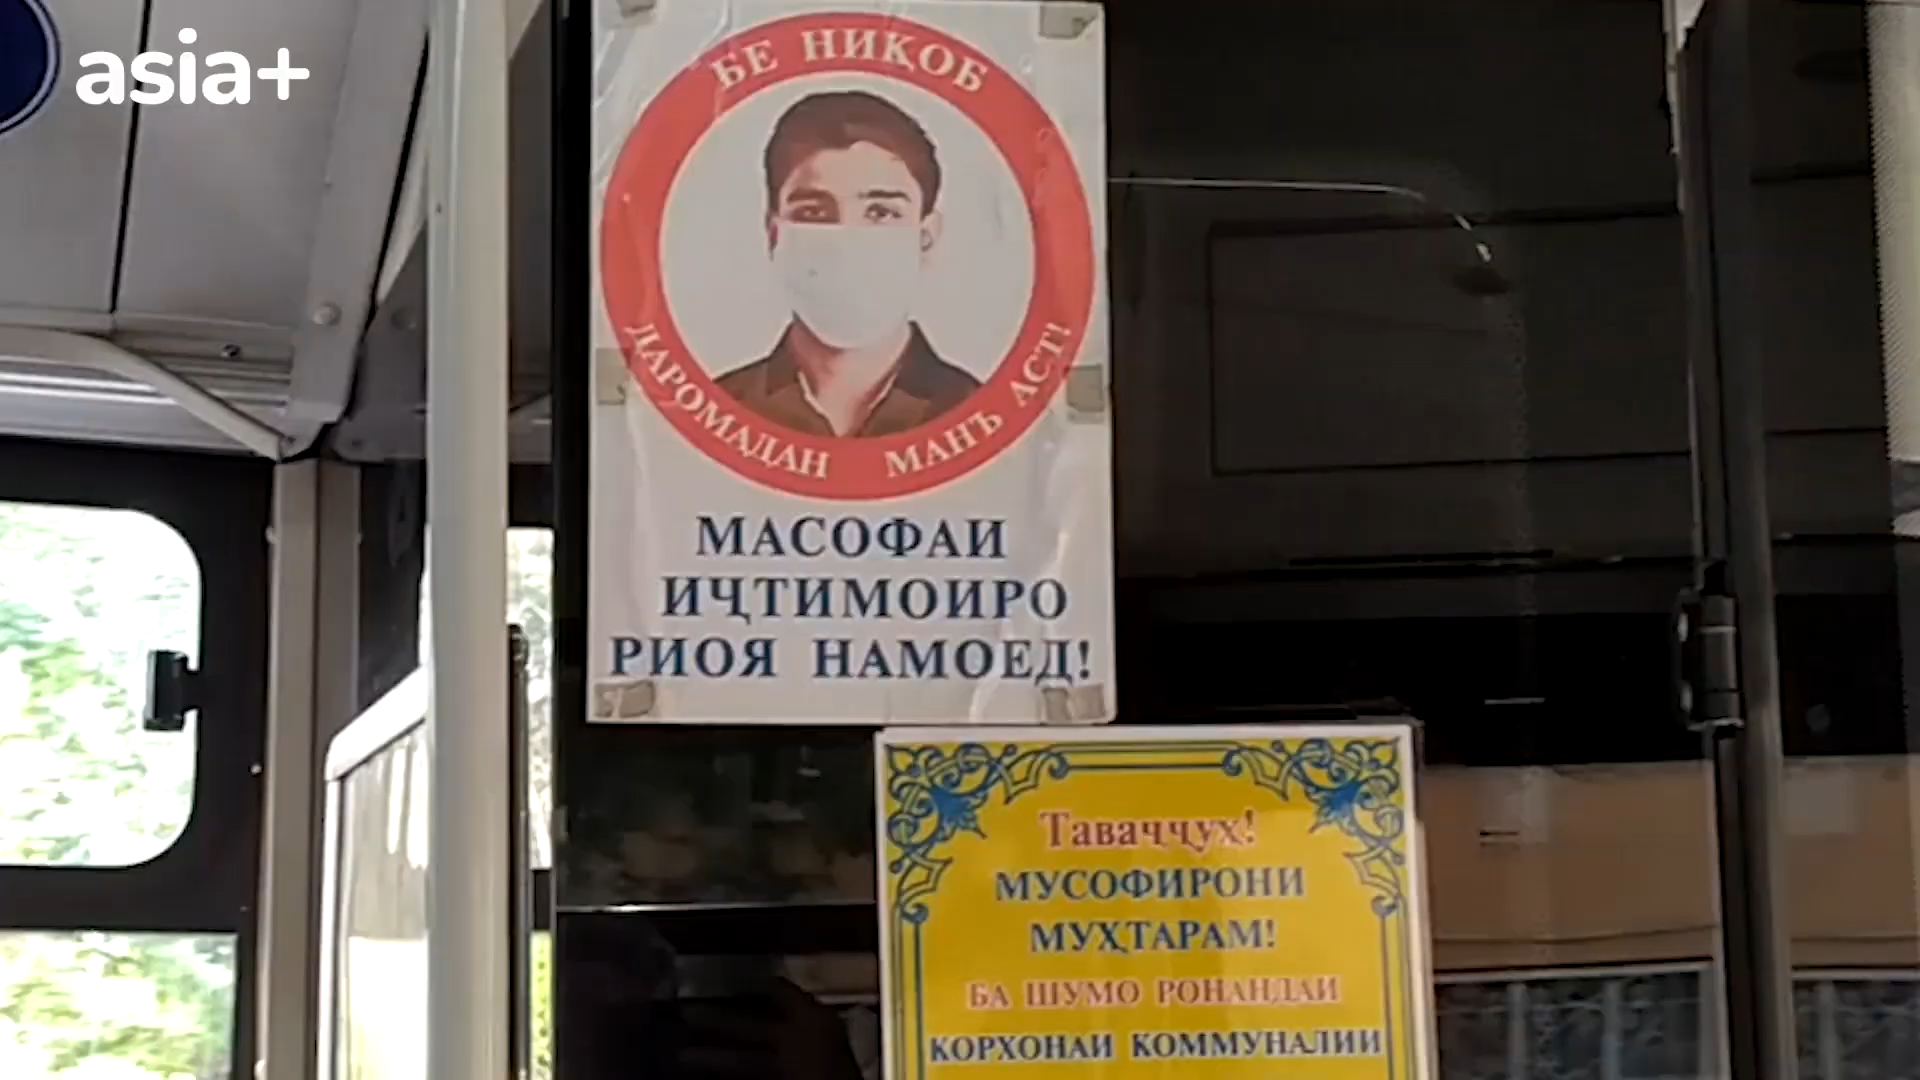 asia+
БЕ НИҚОБ
ДАРОМАДАН МАНЪ АСТ!
МАСОФАИ
ИҶТИМОИРО
РИОЯ НАМОЕД!
Таваҷҷуҳ!
МУСОФИРОНИ
МУҲТАРАМ!
БА ШУМО РОНАНДАИ
КОРХОНАИ КОММУНАЛИИ